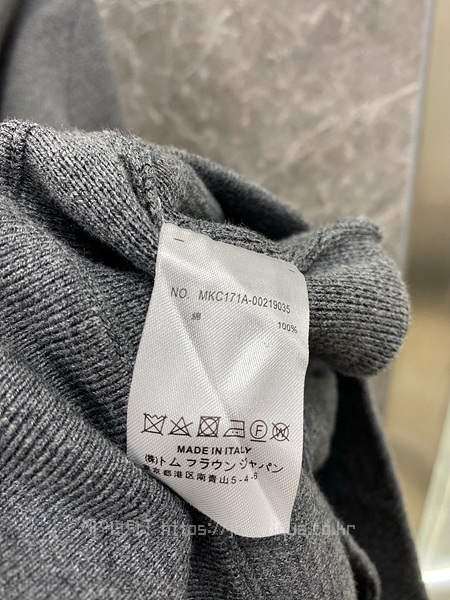 NO. MKC171A-00219035
綿 100%
MADE IN ITALY
(株)トム ブラウン ジャパン
東京都港区南青山5-4-6
https://